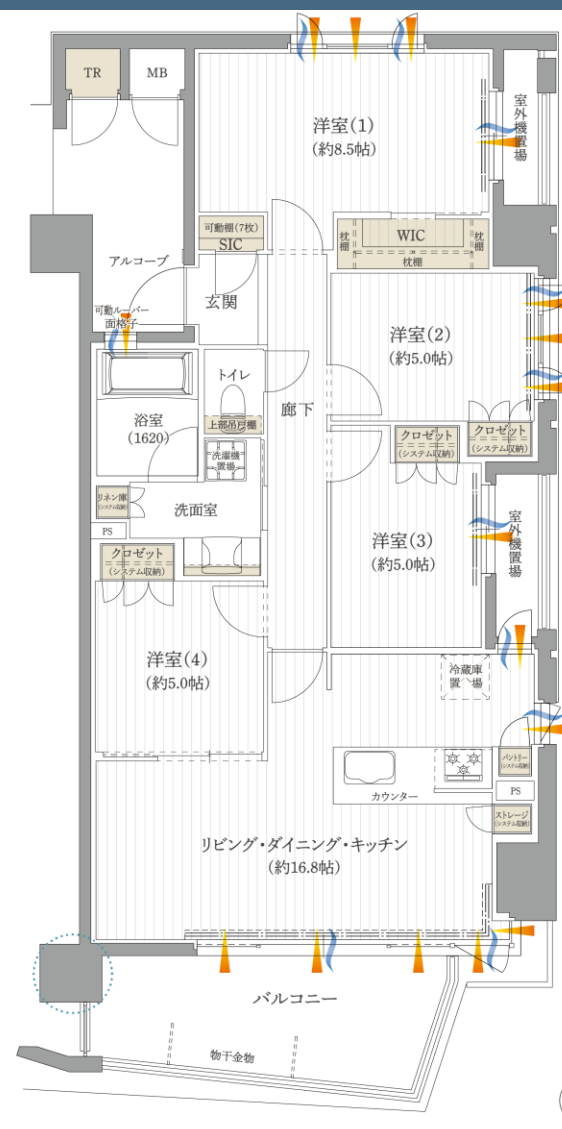 TR
MB
洋室(1)
(約8.5帖)
室外機置場
可動棚(7枚)
SIC
枕棚
WIC
枕棚
枕棚
アルコーブ
玄関
可動ルーバー
面格子
洋室(2)
(約5.0帖)
トイレ
廊下
浴室
(1620)
上部吊戸棚
クロゼット
(システム収納)
クロゼット
(システム収納)
洗濯機
置場
リネン庫
(システム収納)
洗面室
PS
洋室(3)
(約5.0帖)
室外機置場
クロゼット
(システム収納)
洋室(4)
(約5.0帖)
冷蔵庫
置場
パントリー
(システム収納)
カウンター
PS
ストレージ
(システム収納)
リビング・ダイニング・キッチン
(約16.8帖)
バルコニー
物干金物